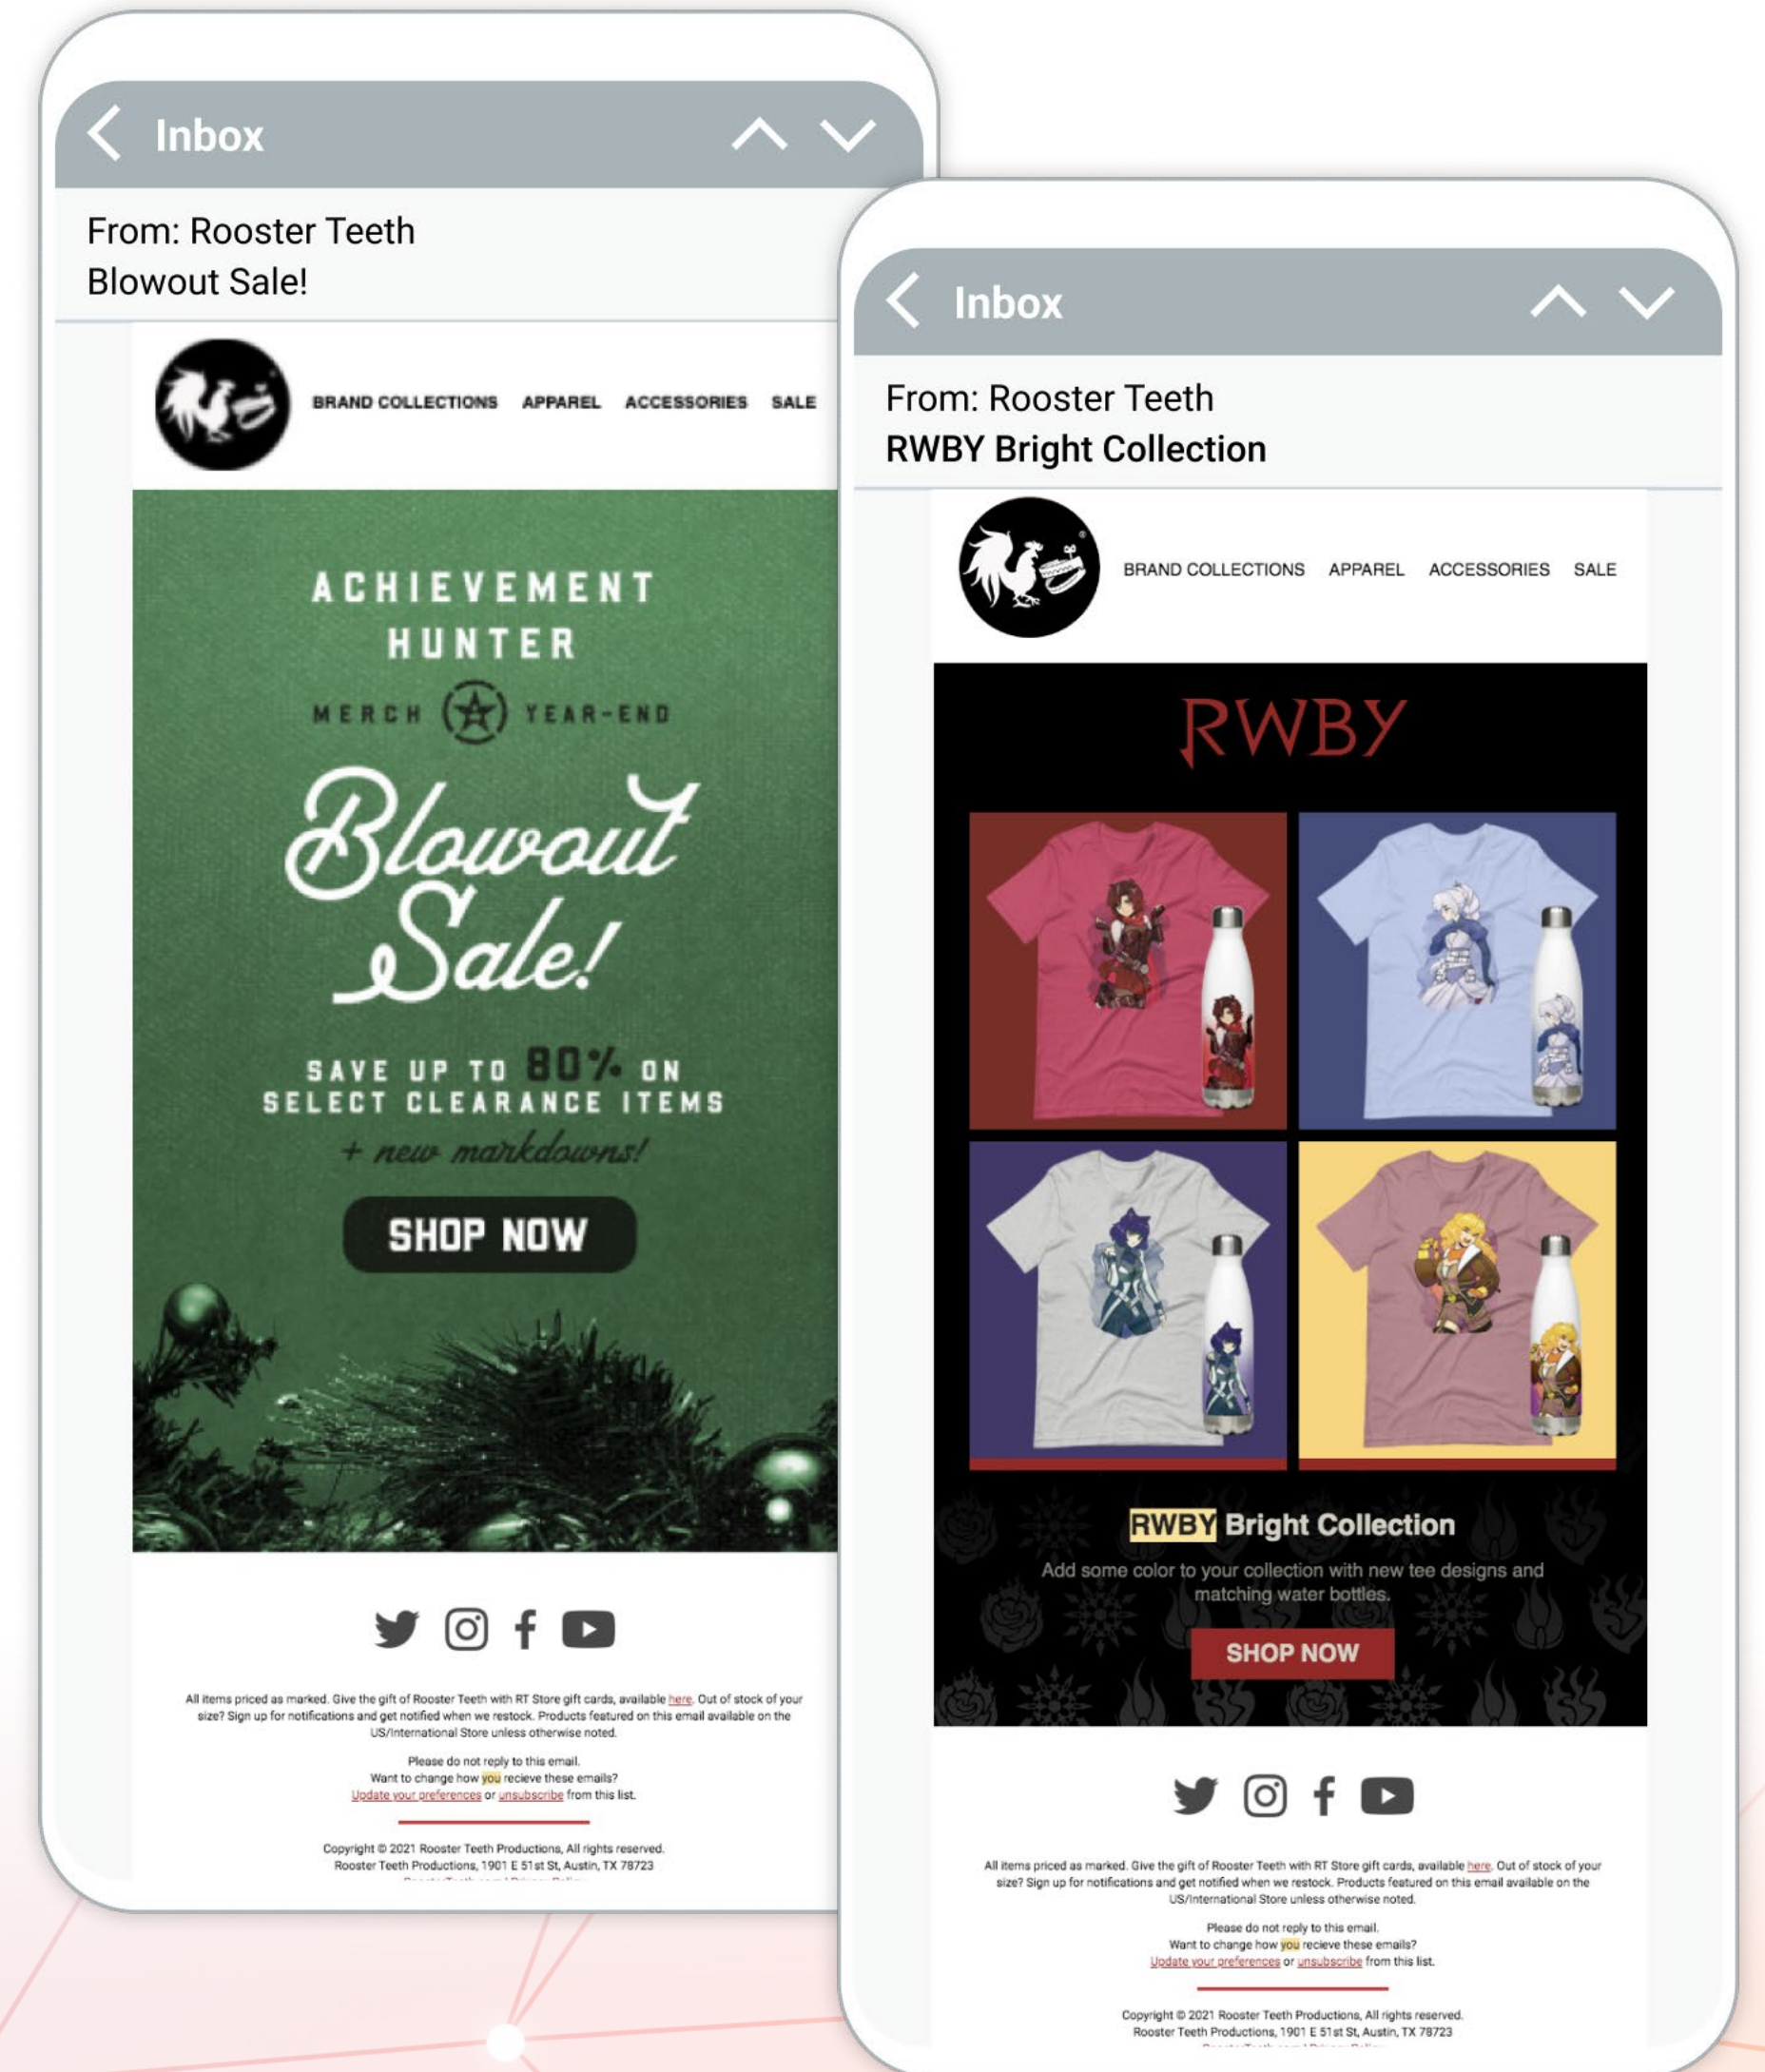 Inbox
From: Rooster Teeth
Blowout Sale!
BRAND COLLECTIONS APPAREL ACCESSORIES SALE
ACHIEVEMENT
HUNTER
MERCH YEAR-END
Blowout
Sale!
SAVE UP TO 80% ON
SELECT CLEARANCE ITEMS
+ new markdowns!
SHOP NOW
All items priced as marked. Give the gift of Rooster Teeth with RT Store gift cards, available here. Out of stock of your
size? Sign up for notifications and get notified when we restock. Products featured on this email available on the
US/International Store unless otherwise noted.
Please do not reply to this email.
Want to change how you recieve these emails?
Update your preferences or unsubscribe from this list.
Copyright © 2021 Rooster Teeth Productions, All rights reserved.
Rooster Teeth Productions, 1901 E 51st St, Austin, TX 78723
Inbox
From: Rooster Teeth
RWBY Bright Collection
BRAND COLLECTIONS APPAREL ACCESSORIES SALE
RWBY
RWBY Bright Collection
Add some color to your collection with new tee designs and
matching water bottles.
SHOP NOW
All items priced as marked. Give the gift of Rooster Teeth with RT Store gift cards, available here. Out of stock of your
size? Sign up for notifications and get notified when we restock. Products featured on this email available on the
US/International Store unless otherwise noted.
Please do not reply to this email.
Want to change how you recieve these emails?
Update your preferences or unsubscribe from this list.
Copyright © 2021 Rooster Teeth Productions, All rights reserved.
Rooster Teeth Productions, 1901 E 51st St, Austin, TX 78723